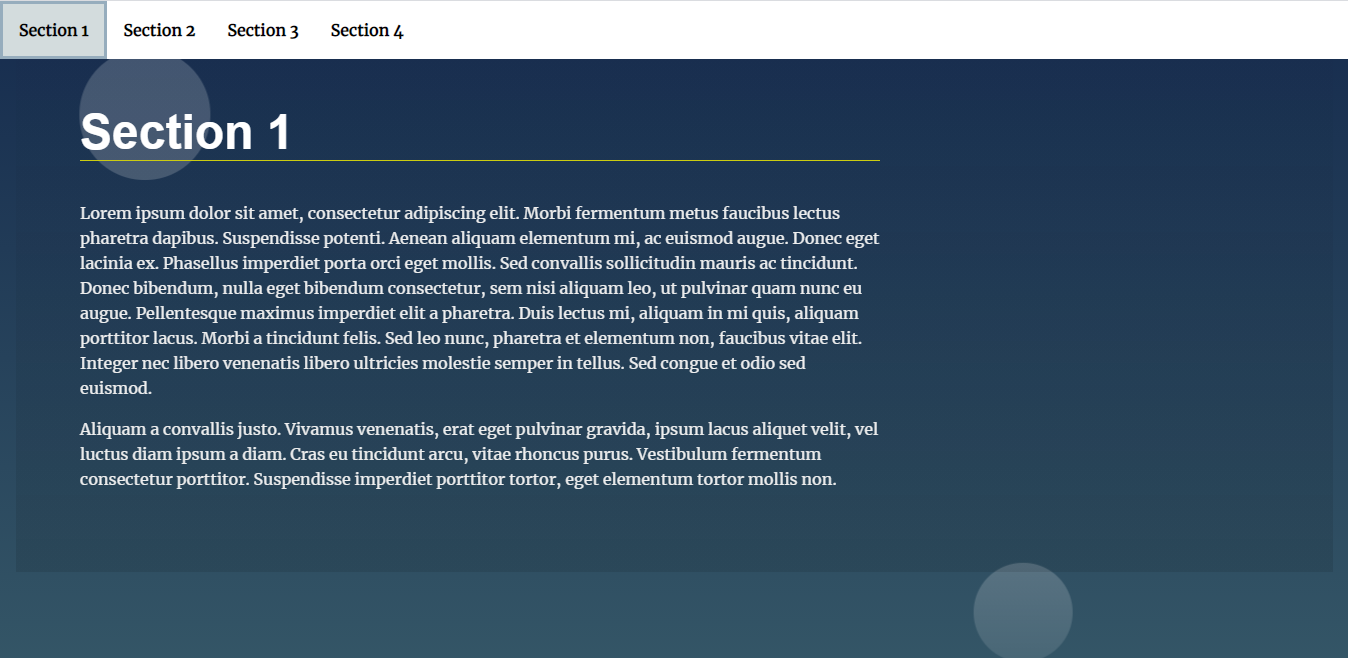 Section 1 Section 2 Section 3 Section 4
Section 1
Lorem ipsum dolor sit amet, consectetur adipiscing elit. Morbi fermentum metus faucibus lectus
pharetra dapibus. Suspendisse potenti. Aenean aliquam elementum mi, ac euismod augue. Donec eget
lacinia ex. Phasellus imperdiet porta orci eget mollis. Sed convallis sollicitudin mauris ac tincidunt.
Donec bibendum, nulla eget bibendum consectetur, sem nisi aliquam leo, ut pulvinar quam nunc eu
augue. Pellentesque maximus imperdiet elit a pharetra. Duis lectus mi, aliquam in mi quis, aliquam
porttitor lacus. Morbi a tincidunt felis. Sed leo nunc, pharetra et elementum non, faucibus vitae elit.
Integer nec libero venenatis libero ultricies molestie semper in tellus. Sed congue et odio sed
euismod.
Aliquam a convallis justo. Vivamus venenatis, erat eget pulvinar gravida, ipsum lacus aliquet velit, vel
luctus diam ipsum a diam. Cras eu tincidunt arcu, vitae rhoncus purus. Vestibulum fermentum
consectetur porttitor. Suspendisse imperdiet porttitor tortor, eget elementum tortor mollis non.